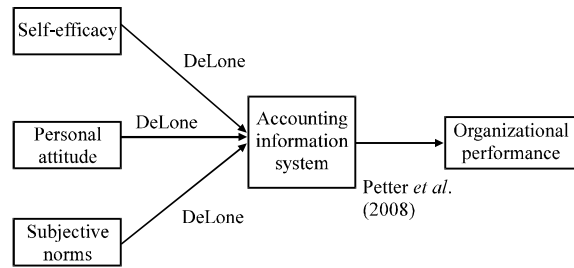 Self-efficacy
DeLone
Personal
attitude
DeLone
Accounting
information
system
Organizational
performance
Petter et al.
(2008)
Subjective
norms
DeLone